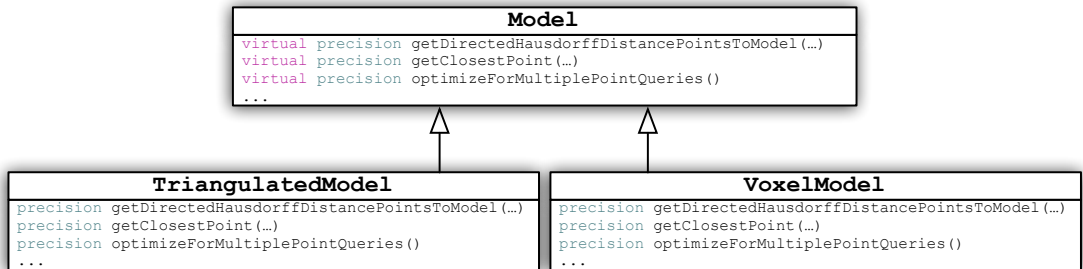 Model
virtual precision getDirectedHausdorffDistancePointsToModel(…)
virtual precision getClosestPoint(…)
virtual precision optimizeForMultiplePointQueries()
...
TriangulatedModel
precision getDirectedHausdorffDistancePointsToModel(…)
precision getClosestPoint(…)
precision optimizeForMultiplePointQueries()
...
VoxelModel
precision getDirectedHausdorffDistancePointsToModel(…)
precision getClosestPoint(…)
precision optimizeForMultiplePointQueries()
...